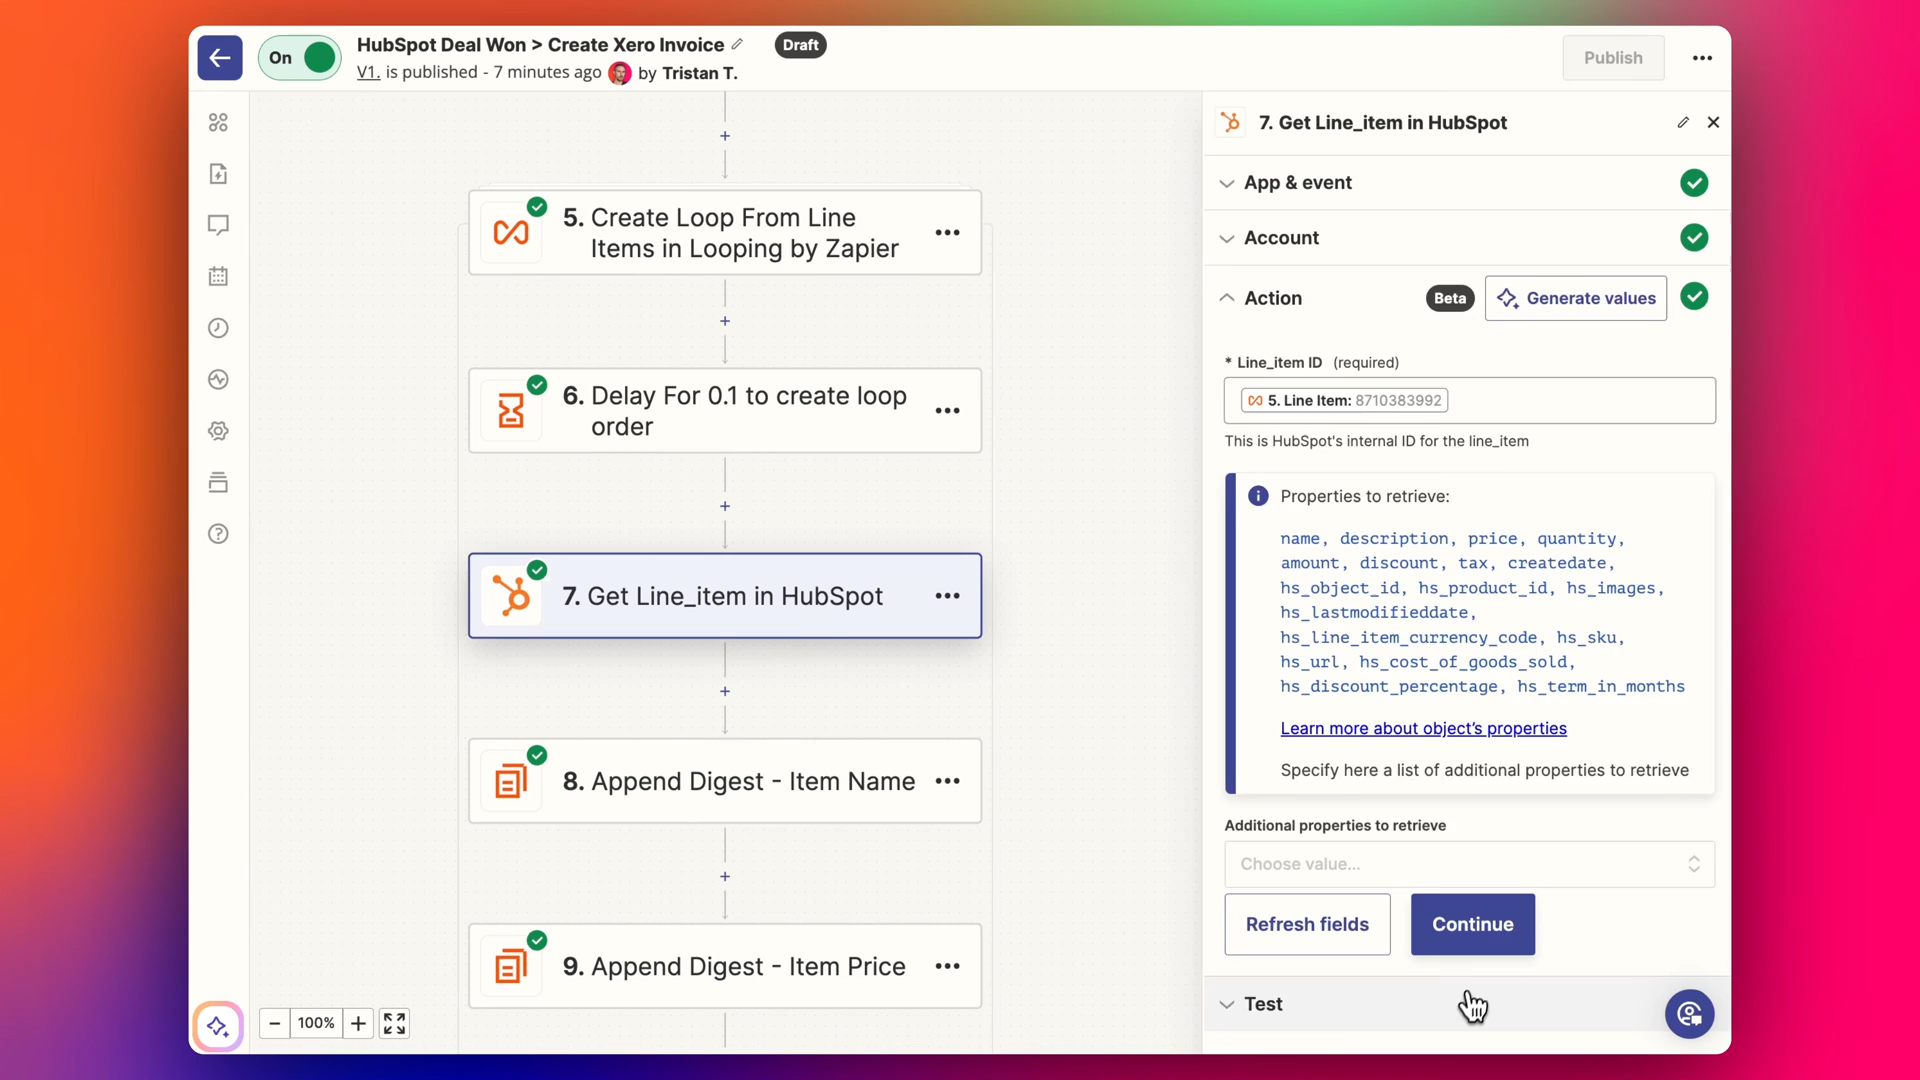 On
HubSpot Deal Won > Create Xero Invoice
Draft
V1. is published - 7 minutes ago by Tristan T.
Publish
5. Create Loop From Line
Items in Looping by Zapier
6. Delay For 0.1 to create loop
order
7. Get Line_item in HubSpot
8. Append Digest - Item Name
9. Append Digest - Item Price
100%
7. Get Line_item in HubSpot
App & event
Account
Action
Beta
Generate values
* Line_item ID (required)
5. Line Item: 8710383992
This is HubSpot's internal ID for the line_item
Properties to retrieve:
name, description, price, quantity,
amount, discount, tax, createdate,
hs_object_id, hs_product_id, hs_images,
hs_lastmodifieddate,
hs_line_item_currency_code, hs_sku,
hs_url, hs_cost_of_goods_sold,
hs_discount_percentage, hs_term_in_months
Learn more about object's properties
Specify here a list of additional properties to retrieve
Additional properties to retrieve
Choose value...
Refresh fields
Continue
Test